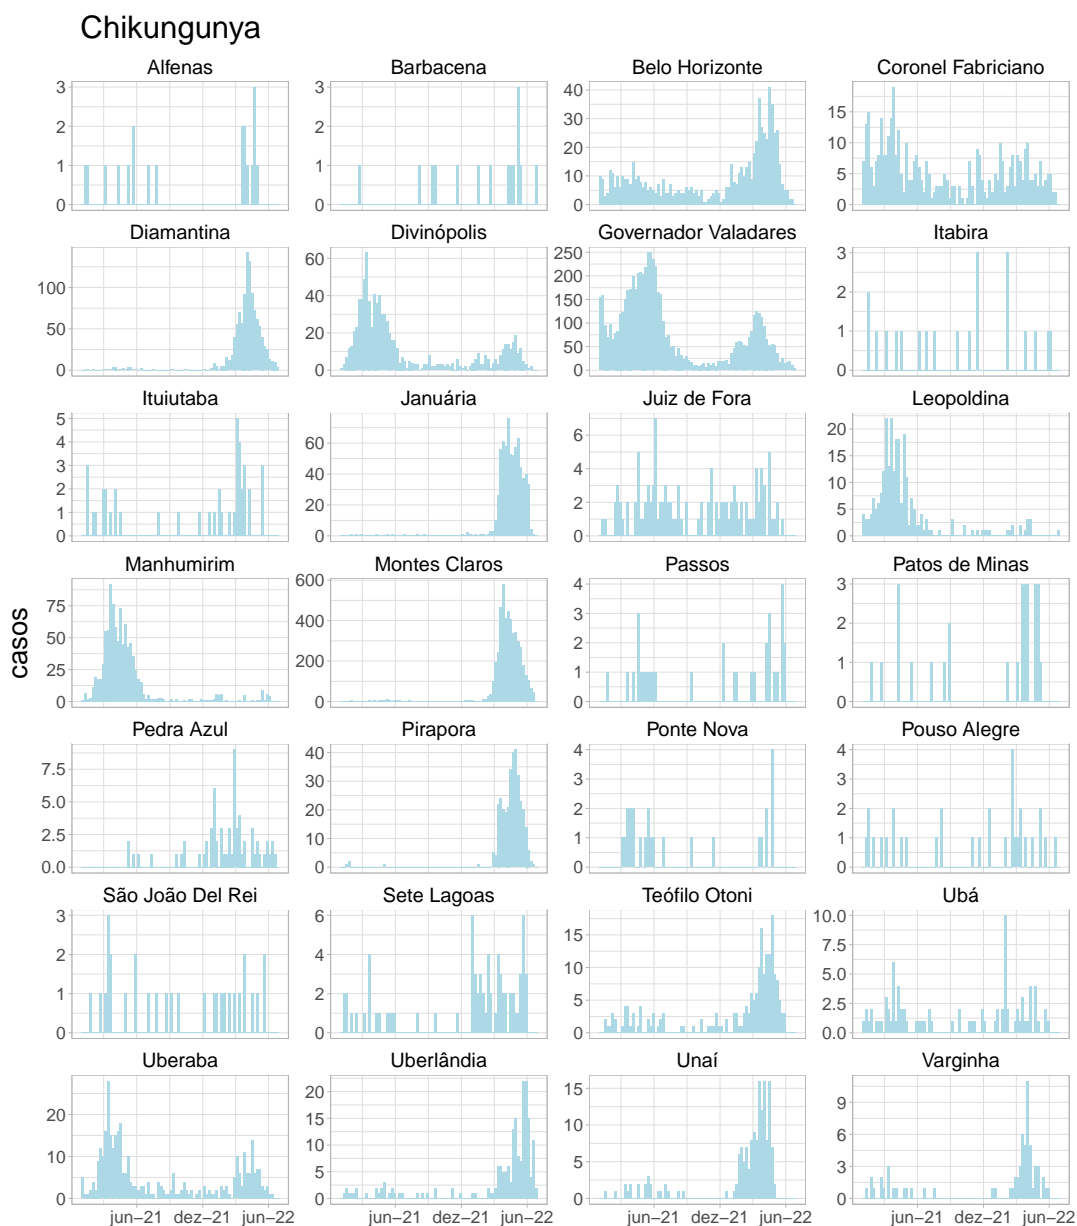 Chikungunya
Alfenas Barbacena Belo Horizonte Coronel Fabriciano
3 2 1 0
3 2 1 0
40 30 20 10 0
15 10 5 0
Diamantina Divinópolis Governador Valadares Itabira
100 50 0
60 40 20 0
250 200 150 100 50 0
3 2 1 0
Ituiutaba Januária Juiz de Fora Leopoldina
5 4 3 2 1 0
60 40 20 0
6 4 2 0
20 15 10 5 0
Manhumirim Montes Claros Passos Patos de Minas
75 50 25 0
600 400 200 0
4 3 2 1 0
3 2 1 0
casos
Pedra Azul Pirapora Ponte Nova Pouso Alegre
7.5 5.0 2.5 0.0
40 30 20 10 0
4 3 2 1 0
4 3 2 1 0
São João Del Rei Sete Lagoas Teófilo Otoni Ubá
3 2 1 0
6 4 2 0
15 10 5 0
10.0 7.5 5.0 2.5 0.0
Uberaba Uberlândia Unaí Varginha
20 10 0
20 15 10 5 0
15 10 5 0
9 6 3 0
jun–21 dez–21 jun–22 jun–21 dez–21 jun–22 jun–21 dez–21 jun–22 jun–21 dez–21 jun–22